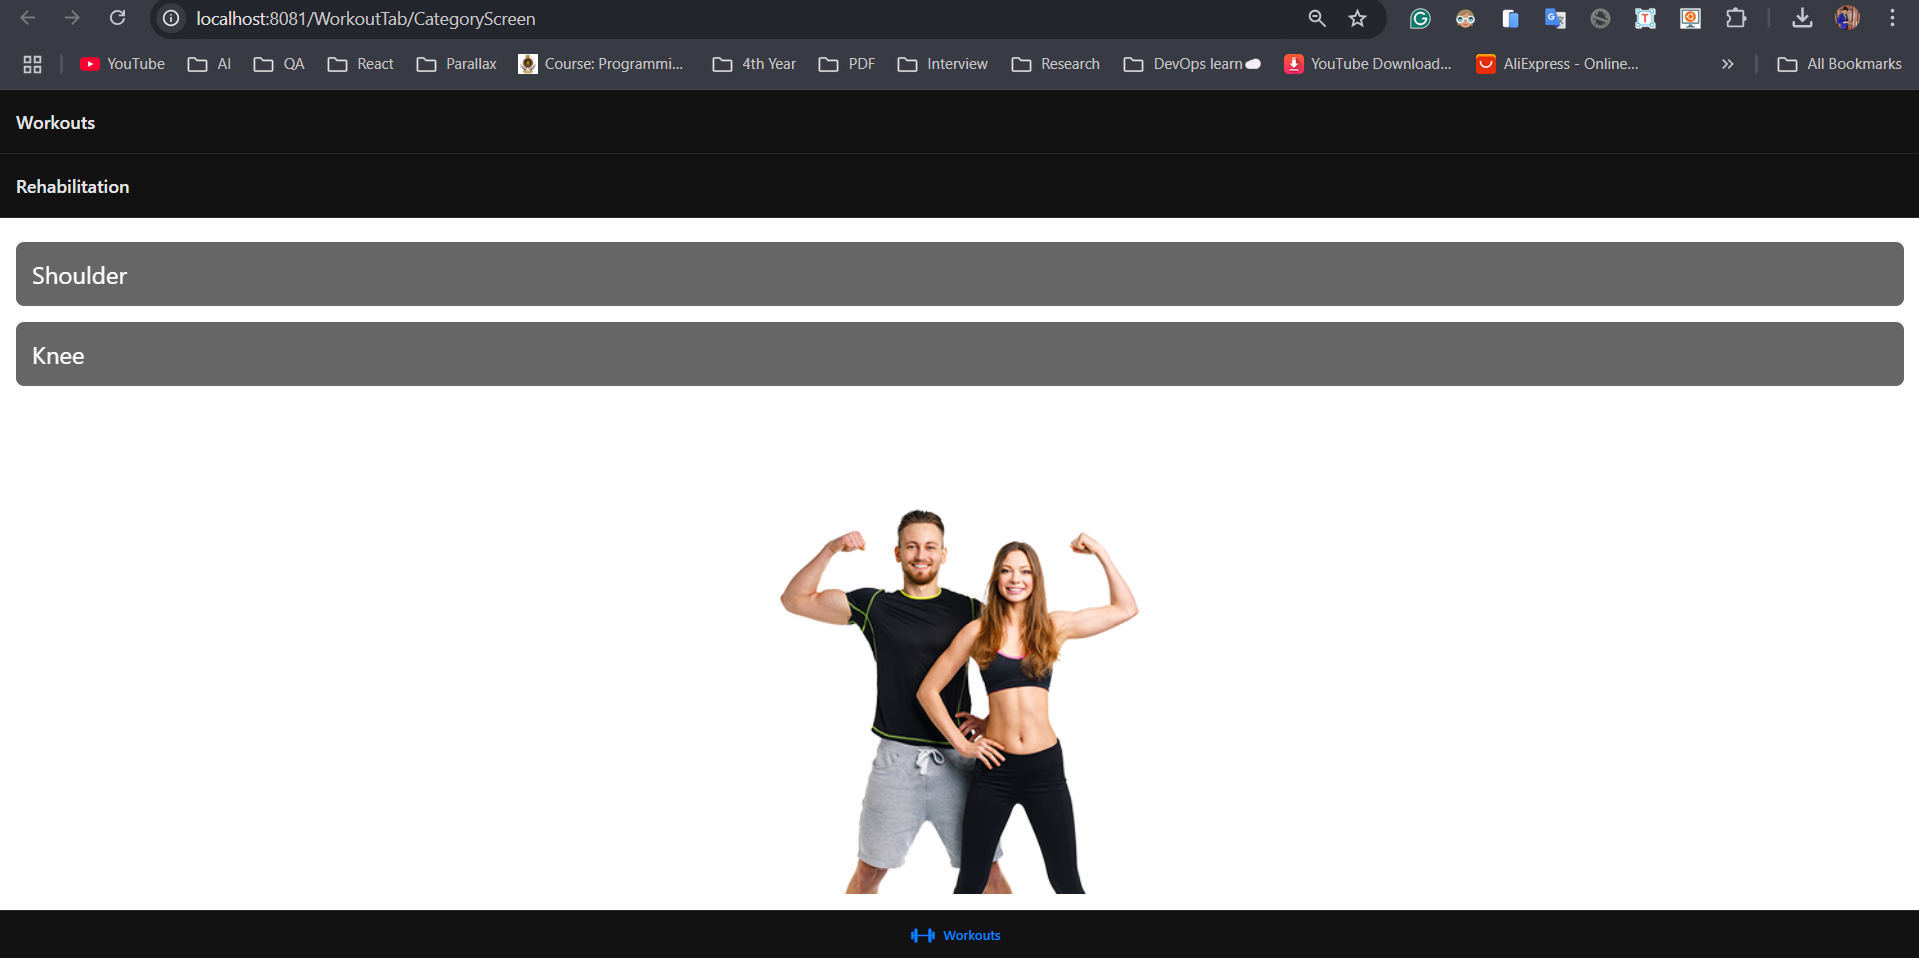 localhost:8081/WorkoutTab/CategoryScreen
YouTube AI QA React Parallax Course: Programmi... 4th Year PDF Interview Research DevOps learn YouTube Download... AliExpress - Online... » All Bookmarks
Workouts
Rehabilitation
Shoulder
Knee
Workouts